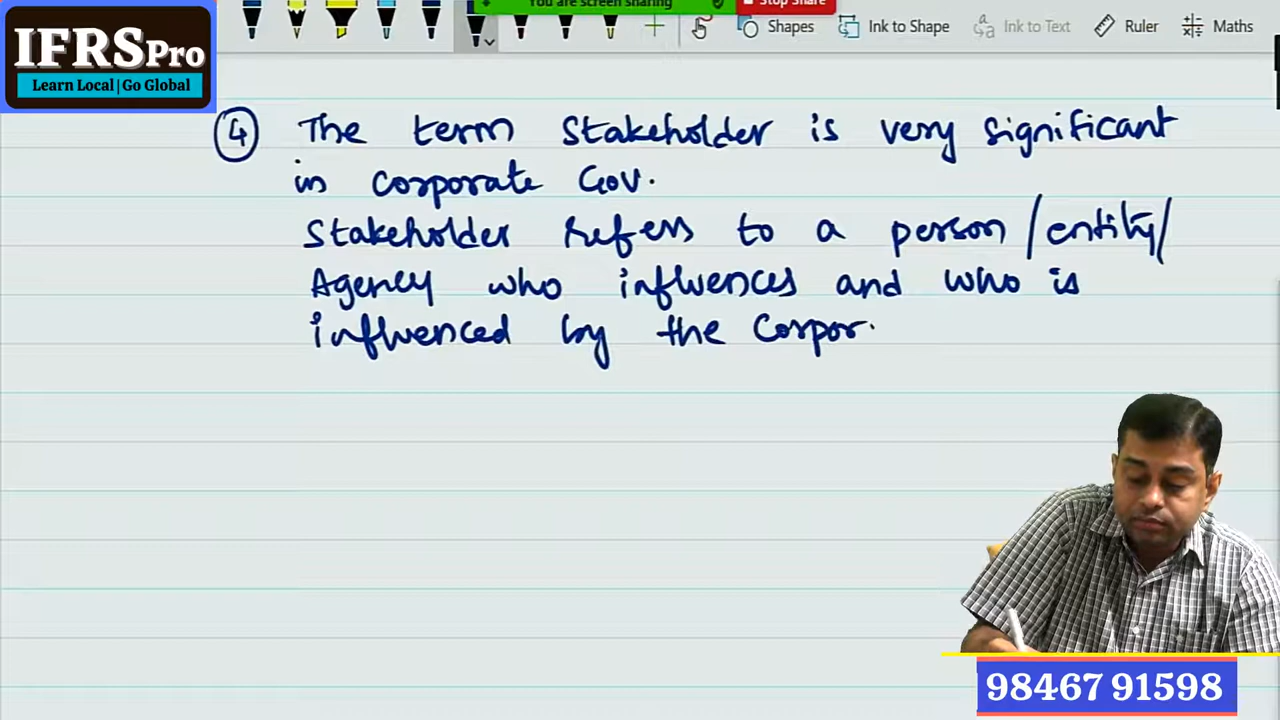 You are screen sharing
Stop Share
IFRSPro
Learn Local|Go Global
Shapes
Ink to Shape
Ink to Text
Ruler
Maths
4 The term Stakeholder is very significant
in Corporate Gov.
Stakeholder refers to a person/entity/
Agency who influences and who is
influenced by the Corpor.
98467 91598